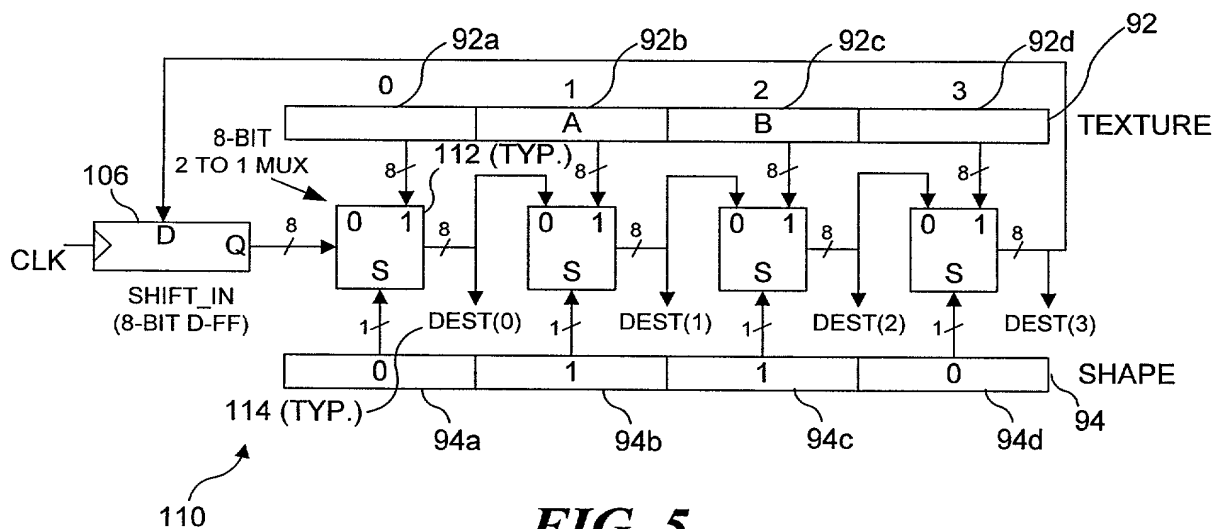 92a 92b 92c 92d 92
0 1 2 3
A B TEXTURE
8-BIT
2 TO 1 MUX
112 (TYP.)
8 8 8 8
106
0 1 0 1 0 1 0 1
D Q 8 8 8 8 8
CLK
S S S S
SHIFT_IN
(8-BIT D-FF)
1 DEST(0) 1 DEST(1) 1 DEST(2) 1 DEST(3)
0 1 1 0 SHAPE
114 (TYP.) 94a 94b 94c 94d 94
110
FIG. 5